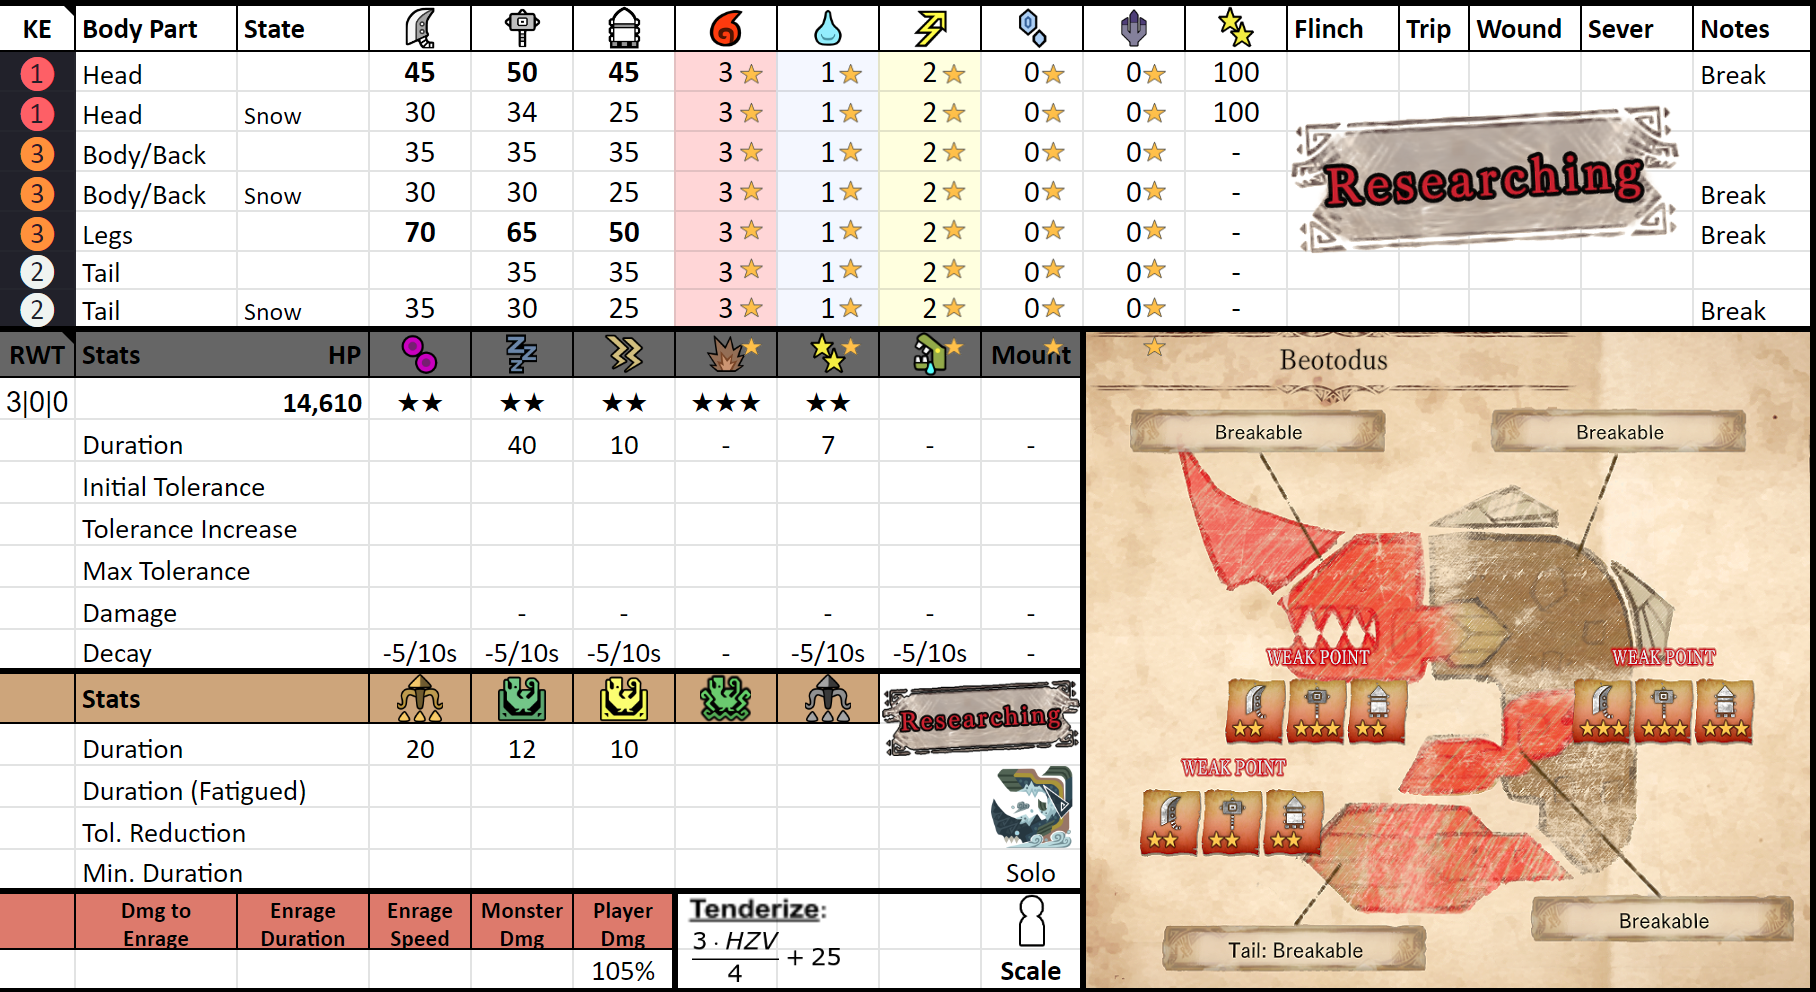 KE Body Part State Flinch Trip Wound Sever Notes
1 Head 45 50 45 3 1 2 0 0 100 Break
1 Head Snow 30 34 25 3 1 2 0 0 100
3 Body/Back 35 35 35 3 1 2 0 0 -
3 Body/Back Snow 30 30 25 3 1 2 0 0 - Break
3 Legs 70 65 50 3 1 2 0 0 - Break
2 Tail 35 35 3 1 2 0 0 -
2 Tail Snow 35 30 25 3 1 2 0 0 - Break
Researching
RWT Stats HP Mount
3|0|0 14,610 ★★ ★★ ★★ ★★★ ★★
Duration 40 10 - 7 - -
Initial Tolerance
Tolerance Increase
Max Tolerance
Damage - - - - -
Decay -5/10s -5/10s -5/10s - -5/10s -5/10s -
Stats
Researching
Duration 20 12 10
Duration (Fatigued)
Tol. Reduction
Min. Duration Solo
Dmg to Enrage Enrage Monster Player
Enrage Duration Speed Dmg Dmg
105%
Tenderize:
3 · HZV
4
+ 25
Scale
Beotodus
Breakable Breakable
WEAK POINT WEAK POINT
WEAK POINT
Breakable
Tail: Breakable